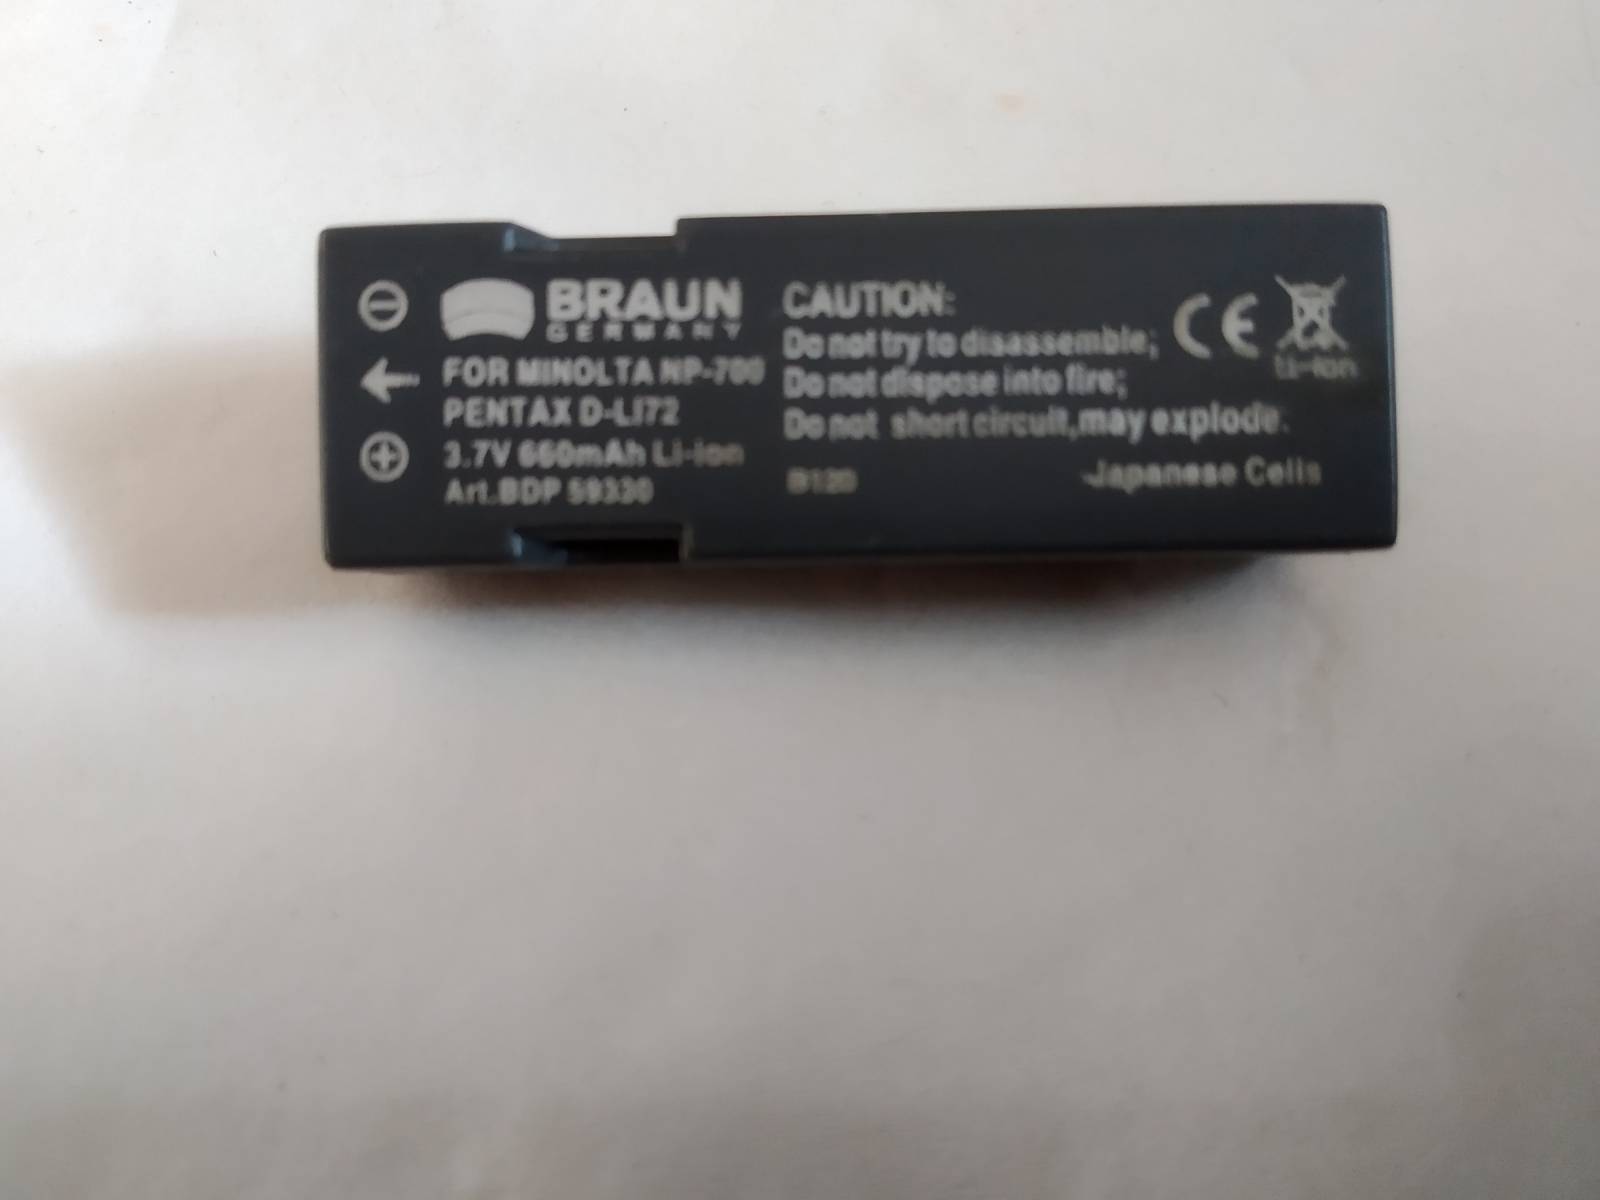 BRAUN
GERMANY
FOR MINOLTA NP-700
PENTAX D-LI72
3.7V 660mAh Li-ion
Art.BDP 59330
CAUTION:
Do not try to disassemble;
Do not dispose into fire;
Do not short circuit,may explode.
B120
Japanese Cells
CE
Li-ion